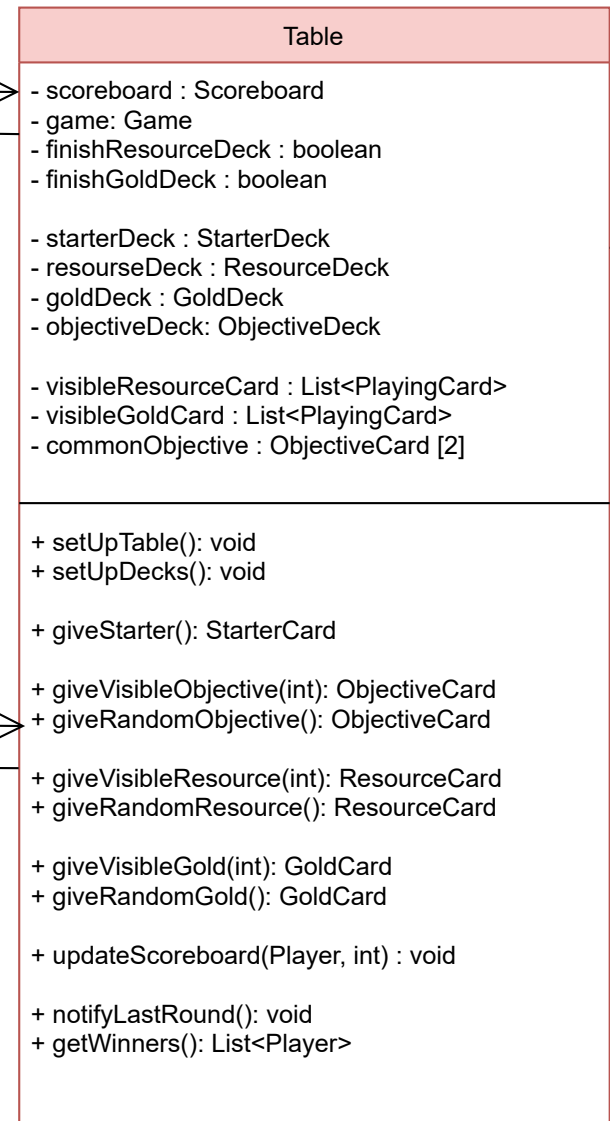 Table
- scoreboard : Scoreboard
- game: Game
- finishResourceDeck : boolean
- finishGoldDeck : boolean
- starterDeck : StarterDeck
- resourseDeck : ResourceDeck
- goldDeck : GoldDeck
- objectiveDeck: ObjectiveDeck
- visibleResourceCard : List<PlayingCard>
- visibleGoldCard : List<PlayingCard>
- commonObjective : ObjectiveCard [2]
+ setUpTable(): void
+ setUpDecks(): void
+ giveStarter(): StarterCard
+ giveVisibleObjective(int): ObjectiveCard
+ giveRandomObjective(): ObjectiveCard
+ giveVisibleResource(int): ResourceCard
+ giveRandomResource(): ResourceCard
+ giveVisibleGold(int): GoldCard
+ giveRandomGold(): GoldCard
+ updateScoreboard(Player, int) : void
+ notifyLastRound(): void
+ getWinners(): List<Player>